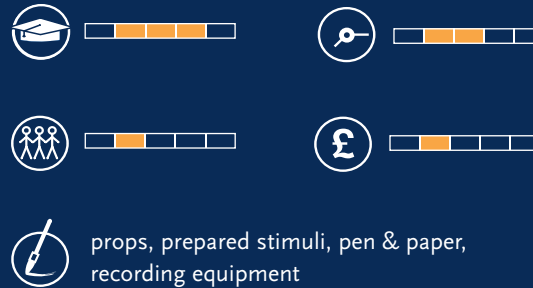 £
props, prepared stimuli, pen & paper,
recording equipment